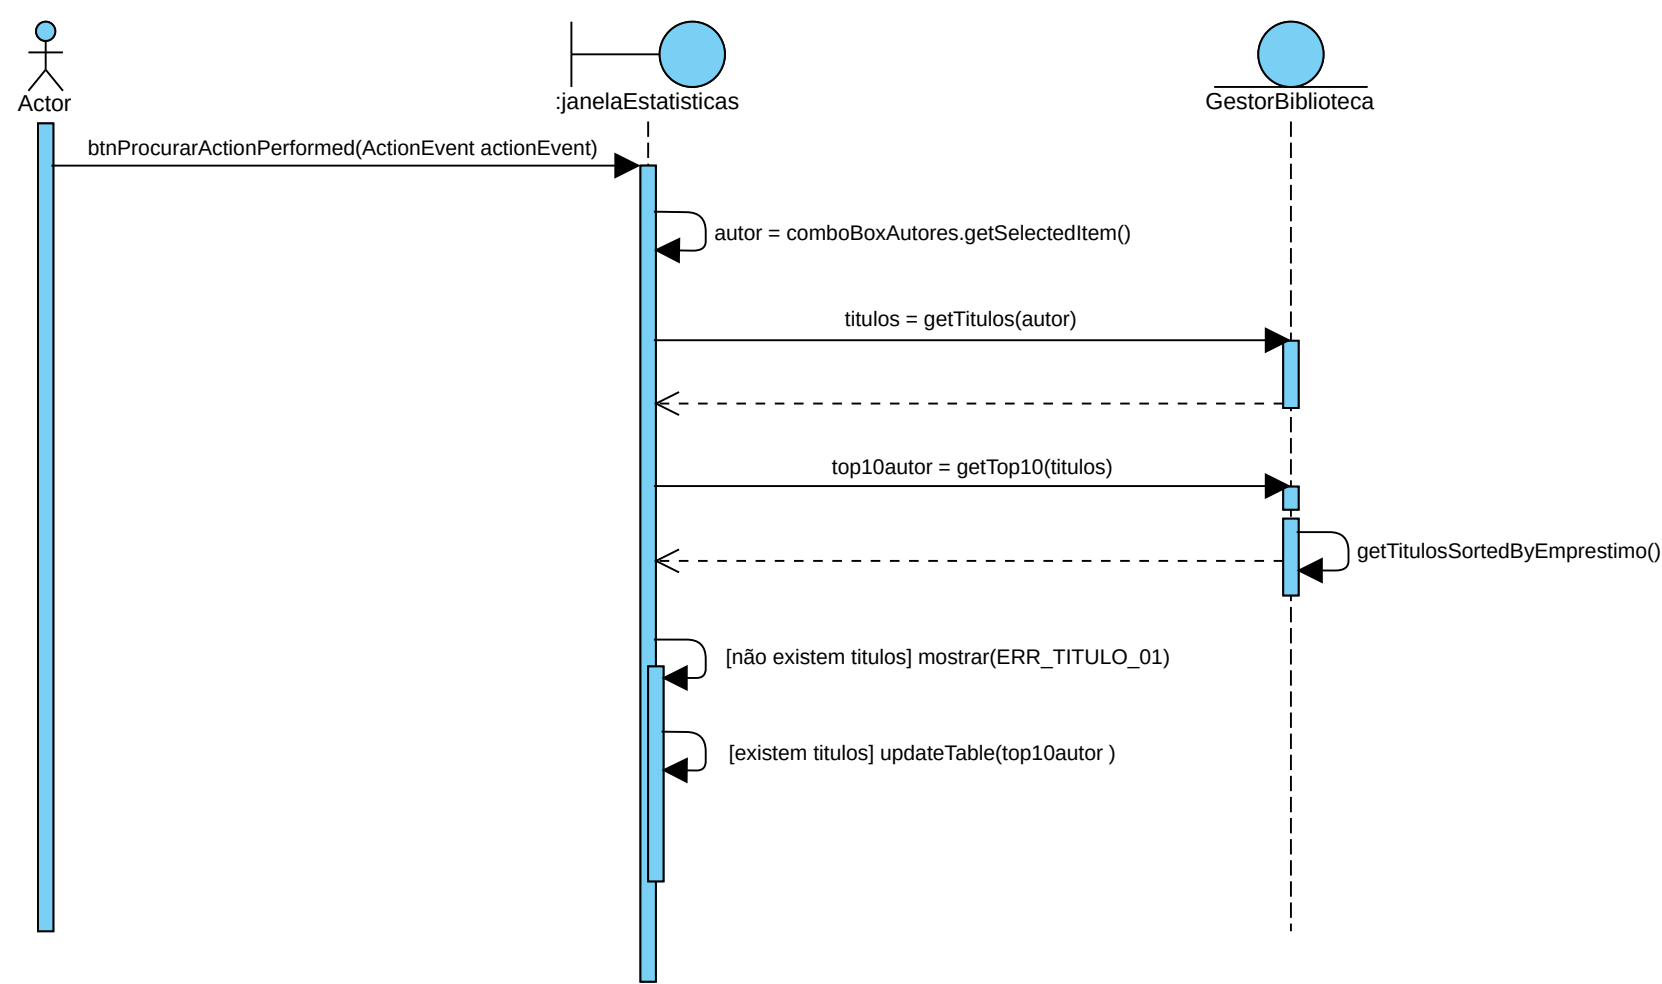 Actor
:janelaEstatisticas
GestorBiblioteca
btnProcurarActionPerformed(ActionEvent actionEvent)
autor = comboBoxAutores.getSelectedItem()
titulos = getTitulos(autor)
top10autor = getTop10(titulos)
getTitulosSortedByEmprestimo()
[não existem titulos] mostrar(ERR_TITULO_01)
[existem titulos] updateTable(top10autor )